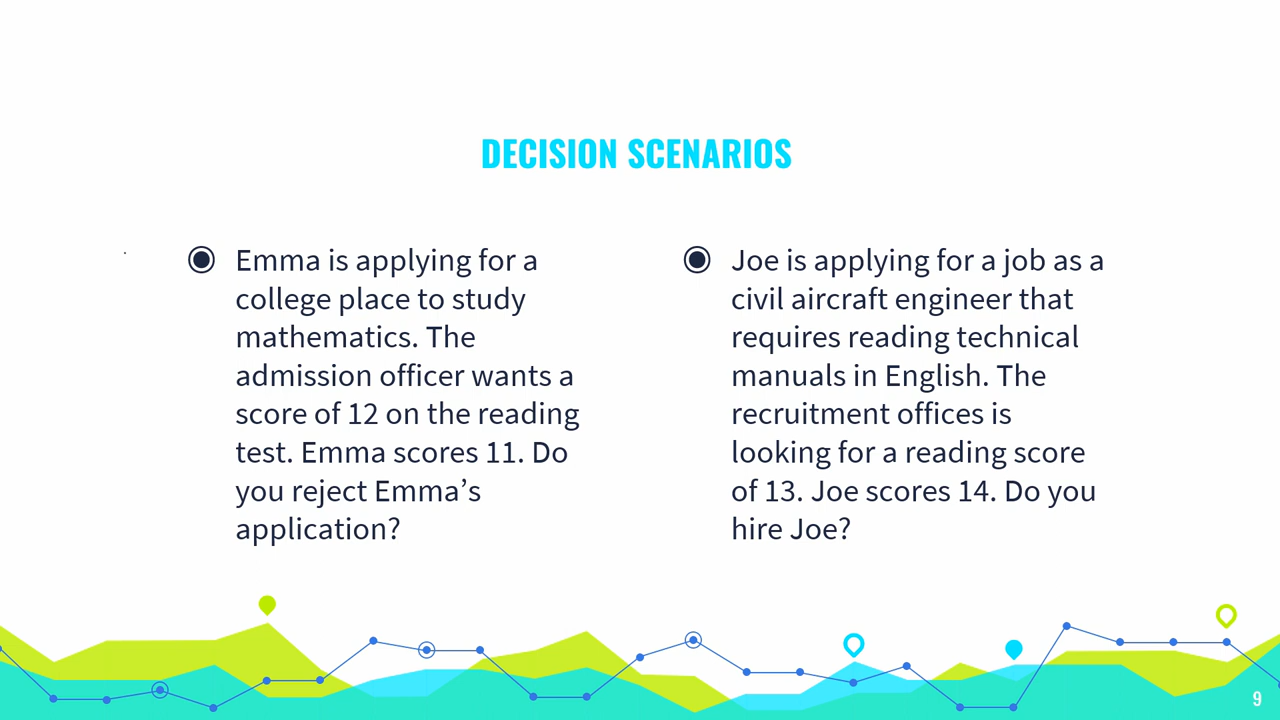 DECISION SCENARIOS
Emma is applying for a
college place to study
mathematics. The
admission officer wants a
score of 12 on the reading
test. Emma scores 11. Do
you reject Emma’s
application?
Joe is applying for a job as a
civil aircraft engineer that
requires reading technical
manuals in English. The
recruitment offices is
looking for a reading score
of 13. Joe scores 14. Do you
hire Joe?
9